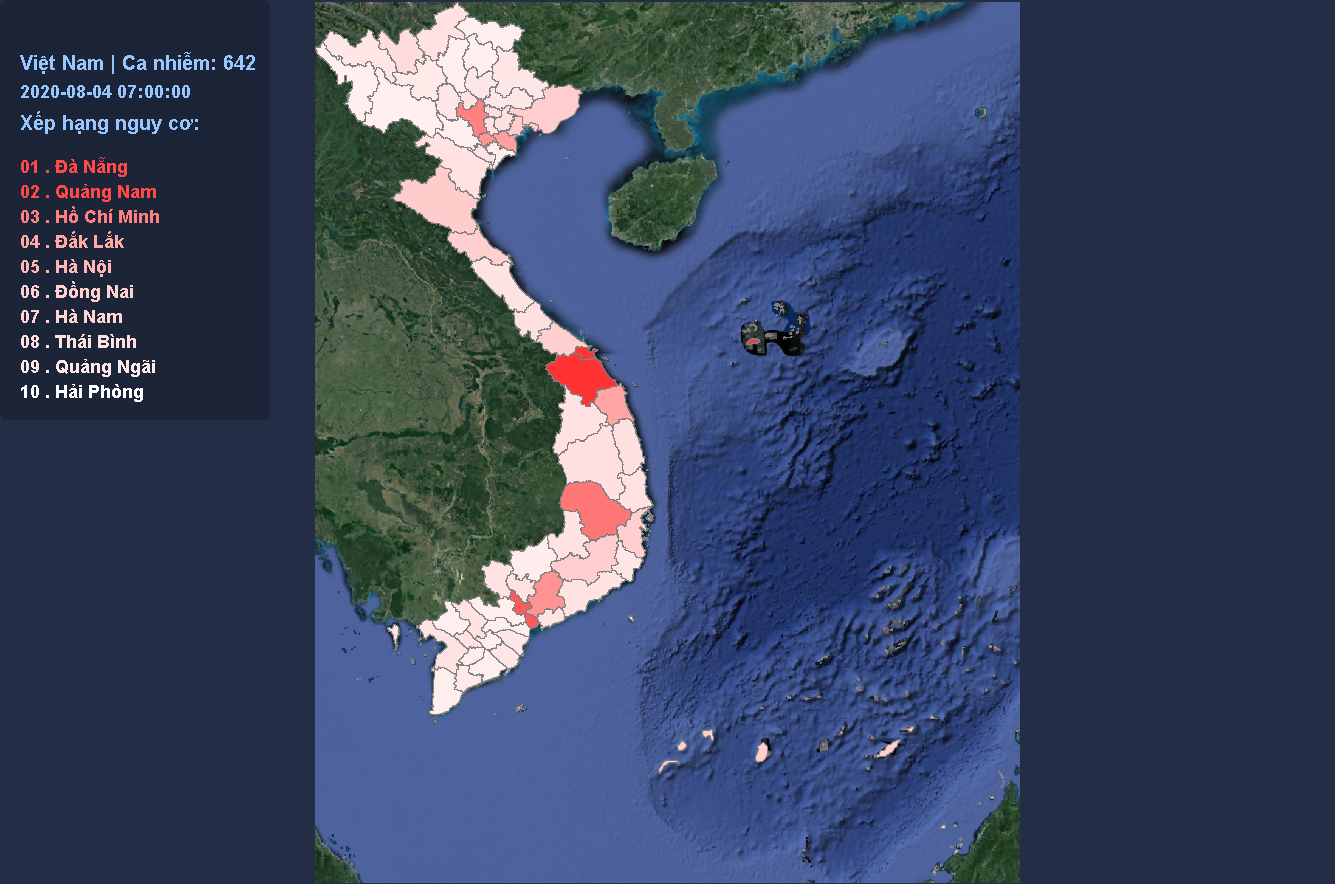 Việt Nam | Ca nhiễm: 642
2020-08-04 07:00:00
Xếp hạng nguy cơ:
01 . Đà Nẵng
02 . Quảng Nam
03 . Hồ Chí Minh
04 . Đắk Lắk
05 . Hà Nội
06 . Đồng Nai
07 . Hà Nam
08 . Thái Bình
09 . Quảng Ngãi
10 . Hải Phòng